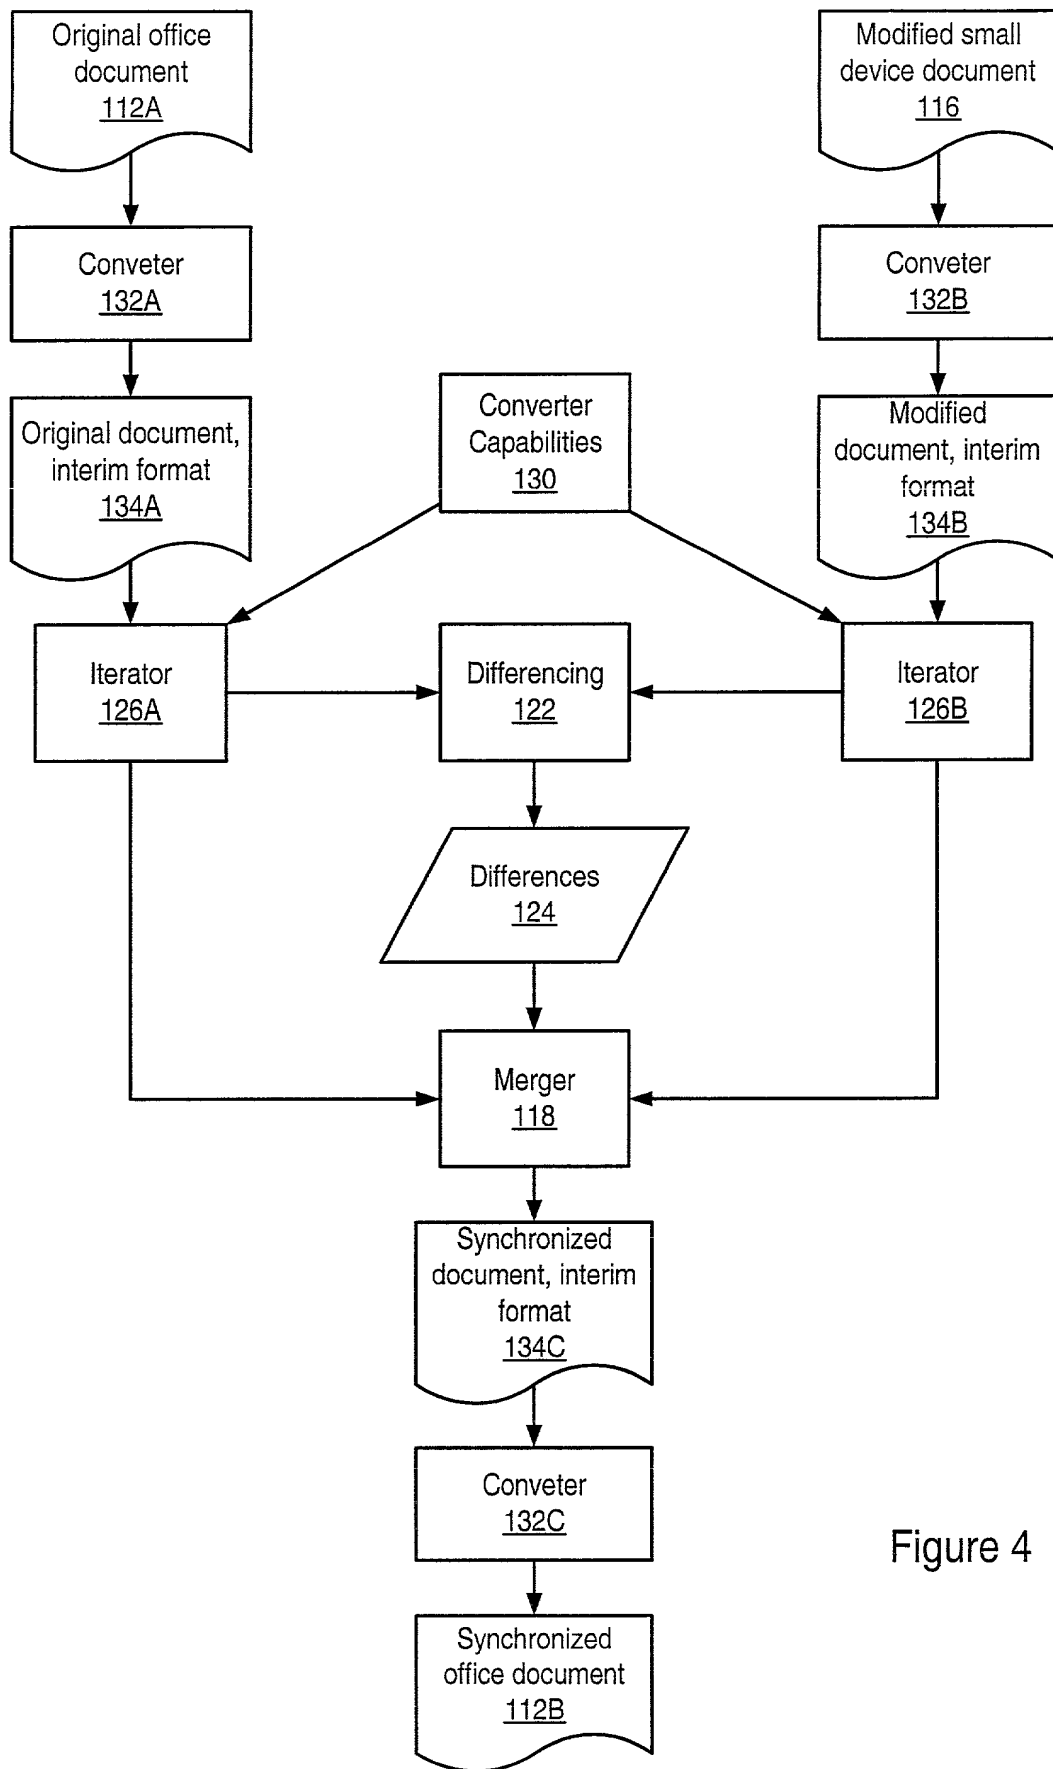 Original office
document
112A
Modified small
device document
116
Conveter
132A
Conveter
132B
Original document,
interim format
134A
Converter
Capabilities
130
Modified
document, interim
format
134B
Iterator
126A
Differencing
122
Iterator
126B
Differences
124
Merger
118
Synchronized
document, interim
format
134C
Conveter
132C
Figure 4
Synchronized
office document
112B